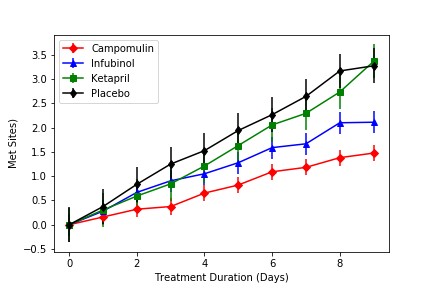 Campomulin
Infubinol
Ketapril
Placebo
3.5
3.0
2.5
2.0
1.5
1.0
0.5
0.0
−0.5
Met Sites)
0 2 4 6 8
Treatment Duration (Days)